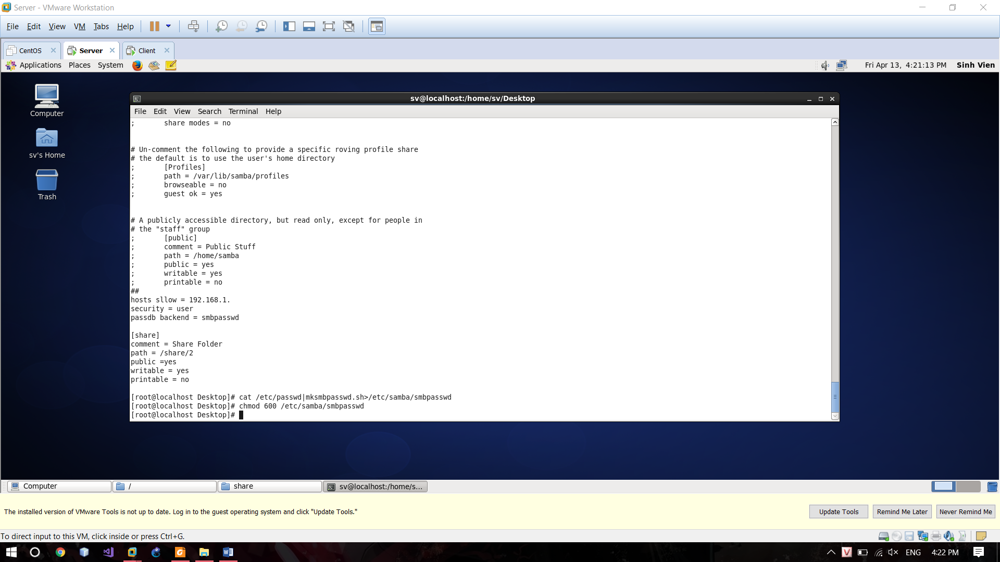 Server - VMware Workstation
File Edit View VM Tabs Help
CentOS Server Client
Applications Places System Fri Apr 13, 4:21:13 PM Sinh Vien
Computer
sv's Home
Trash
sv@localhost:/home/sv/Desktop
File Edit View Search Terminal Help
; share modes = no
# Un-comment the following to provide a specific roving profile share
# the default is to use the user's home directory
; [Profiles]
; path = /var/lib/samba/profiles
; browseable = no
; guest ok = yes
# A publicly accessible directory, but read only, except for people in
# the "staff" group
; [public]
; comment = Public Stuff
; path = /home/samba
; public = yes
; writable = yes
; printable = no
##
hosts sllow = 192.168.1.
security = user
passdb backend = smbpasswd
[share]
comment = Share Folder
path = /share/2
public =yes
writable = yes
printable = no
[root@localhost Desktop]# cat /etc/passwd|mksmbpasswd.sh>/etc/samba/smbpasswd
[root@localhost Desktop]# chmod 600 /etc/samba/smbpasswd
[root@localhost Desktop]#
Computer / share sv@localhost:/home/s...
The installed version of VMware Tools is not up to date. Log in to the guest operating system and click "Update Tools."
Update Tools Remind Me Later Never Remind Me
To direct input to this VM, click inside or press Ctrl+G.
ENG 4:22 PM